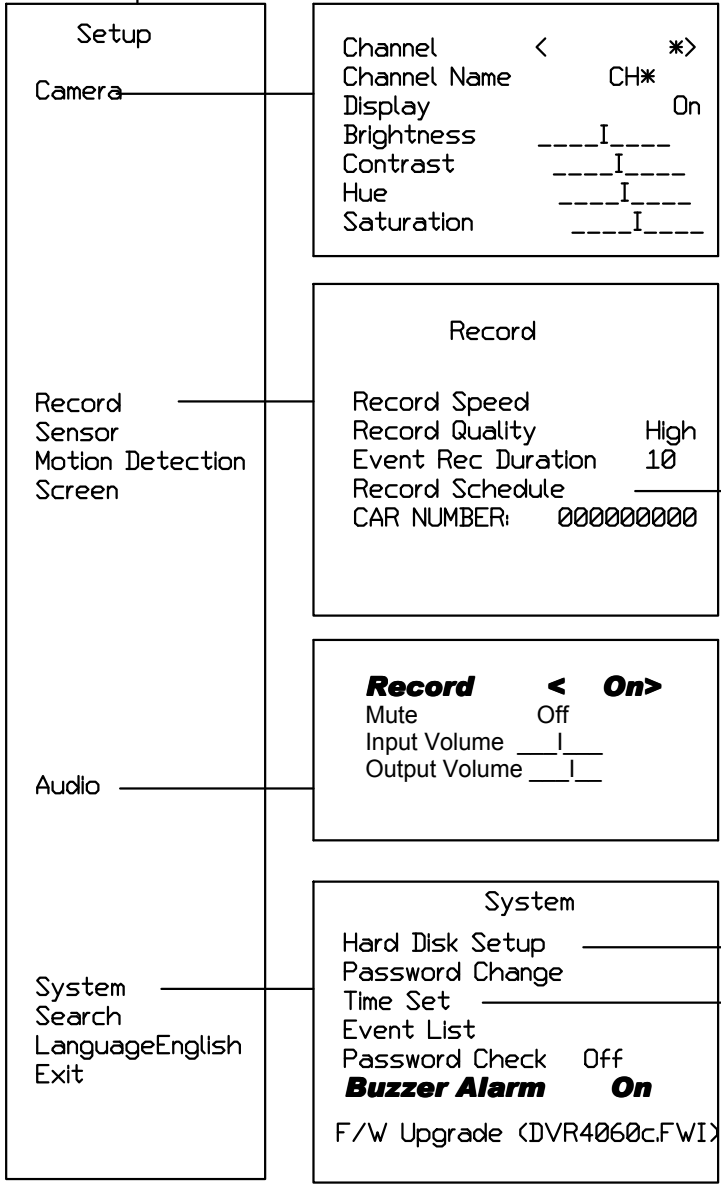 Setup
Camera
Record
Sensor
Motion Detection
Screen
Audio
System
Search
LanguageEnglish
Exit
Channel < *>
Channel Name CH*
Display On
Brightness ____I____
Contrast ____I____
Hue ____I____
Saturation ____I____
Record
Record Speed
Record Quality High
Event Rec Duration 10
Record Schedule
CAR NUMBER: 000000000
Record < On>
Mute Off
Input Volume ___I___
Output Volume ___I__
System
Hard Disk Setup
Password Change
Time Set
Event List
Password Check Off
Buzzer Alarm On
F/W Upgrade (DVR4060c.FWI)